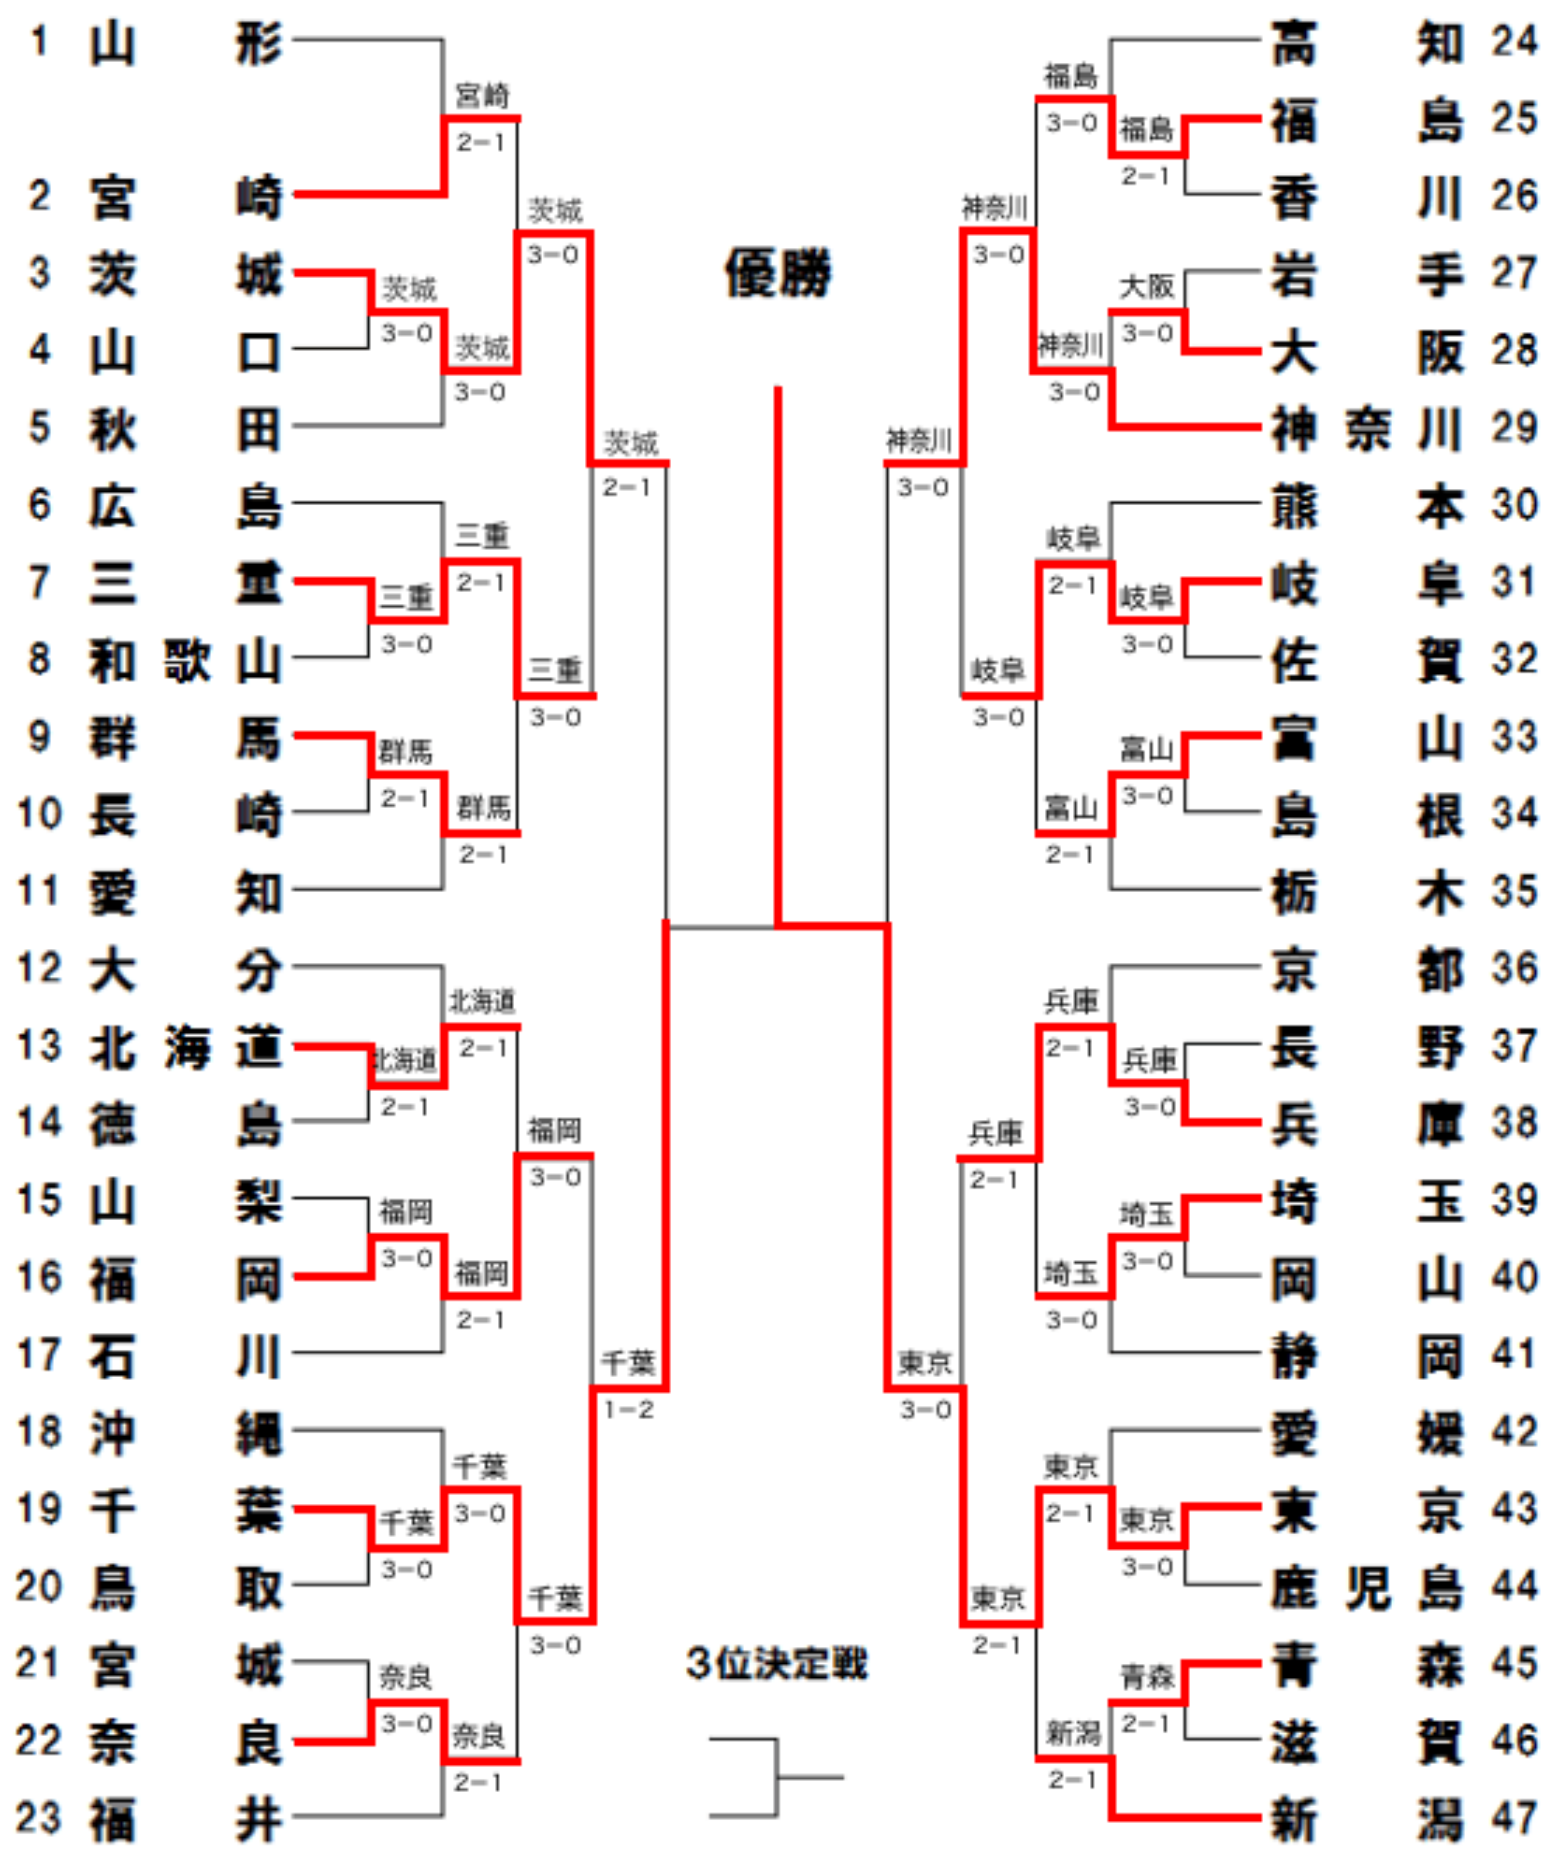 1 山形
2 宮崎
3 茨城
4 山口
5 秋田
6 広島
7 三重
8 和歌山
9 群馬
10 長崎
11 愛知
12 大分
13 北海道
14 徳島
15 山梨
16 福岡
17 石川
18 沖縄
19 千葉
20 鳥取
21 宮城
22 奈良
23 福井
宮崎
2-1
茨城
3-0
茨城
3-0
茨城
3-0
茨城
2-1
三重
2-1
三重
3-0
三重
3-0
群馬
2-1
群馬
2-1
北海道
2-1
北海道
2-1
福岡
3-0
福岡
3-0
福岡
2-1
千葉
1-2
千葉
3-0
千葉
3-0
千葉
3-0
奈良
3-0
奈良
2-1
優勝
3位決定戦
福島
3-0
福島
2-1
神奈川
3-0
大阪
3-0
神奈川
3-0
神奈川
3-0
岐阜
2-1
岐阜
3-0
岐阜
3-0
富山
3-0
富山
2-1
兵庫
2-1
兵庫
3-0
兵庫
2-1
埼玉
3-0
埼玉
3-0
東京
3-0
東京
2-1
東京
3-0
東京
2-1
青森
2-1
新潟
2-1
高知 24
福島 25
香川 26
岩手 27
大阪 28
神奈川 29
熊本 30
岐阜 31
佐賀 32
富山 33
島根 34
栃木 35
京都 36
長野 37
兵庫 38
埼玉 39
岡山 40
静岡 41
愛媛 42
東京 43
鹿児島 44
青森 45
滋賀 46
新潟 47